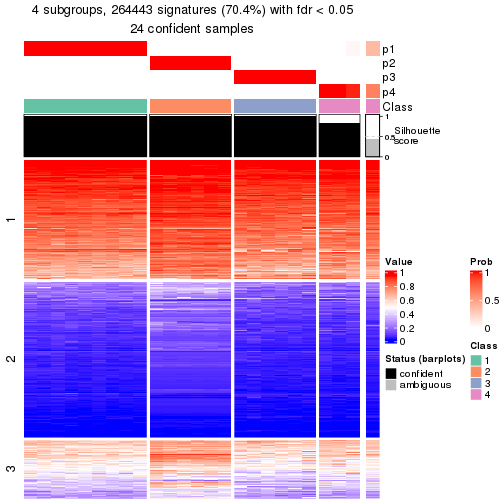 4 subgroups, 264443 signatures (70.4%) with fdr < 0.05
24 confident samples
p1
p2
p3
p4
Class
1
0.5
0
Silhouette
score
1
2
3
Value
1
0.8
0.6
0.4
0.2
0
Status (barplots)
confident
ambiguous
Prob
1
0.5
0
Class
1
2
3
4